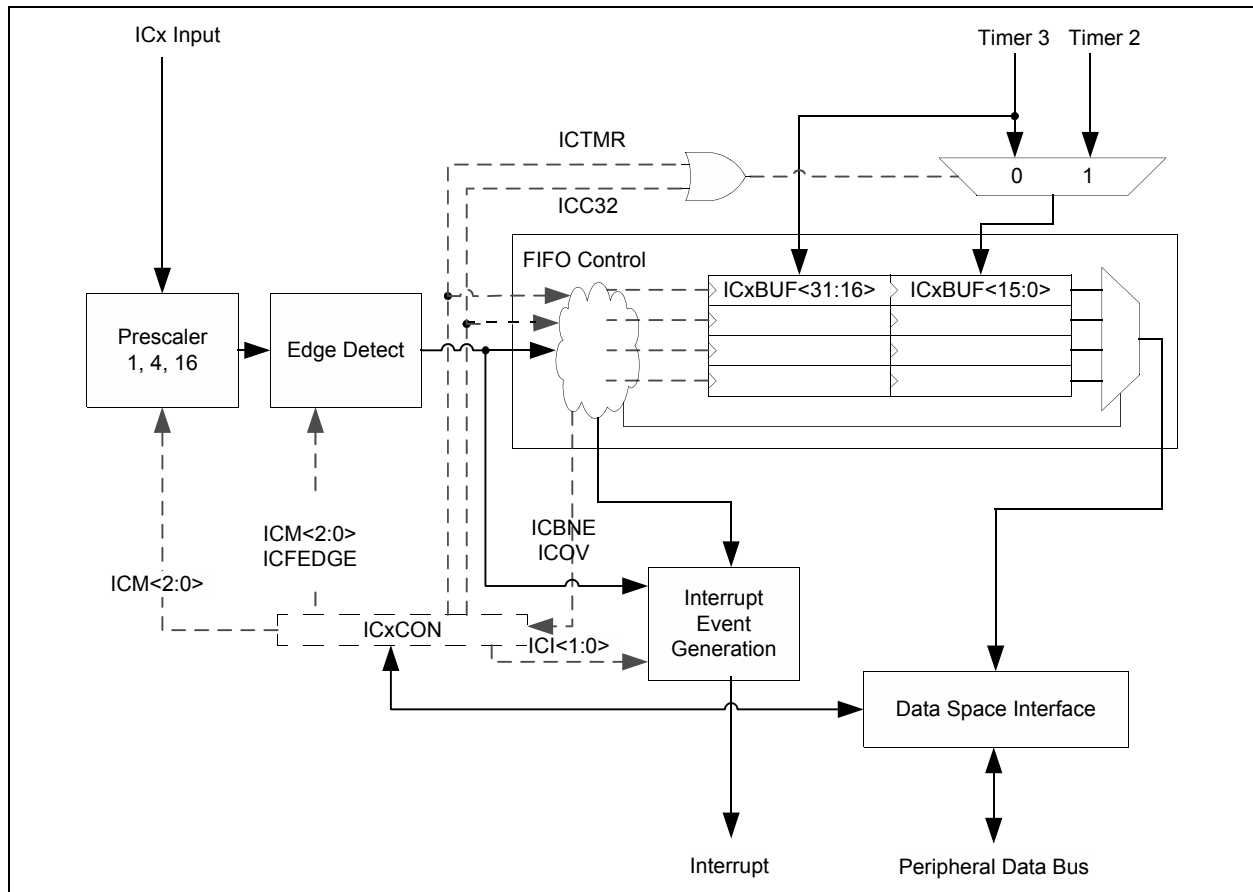 ICx Input
Timer 3
Timer 2
ICTMR
0
1
ICC32
FIFO Control
ICxBUF<31:16>
ICxBUF<15:0>
Prescaler
1, 4, 16
Edge Detect
ICM<2:0>
ICFEDGE
ICBNE
ICOV
ICM<2:0>
ICxCON
ICI<1:0>
Interrupt
Event
Generation
Data Space Interface
Interrupt
Peripheral Data Bus